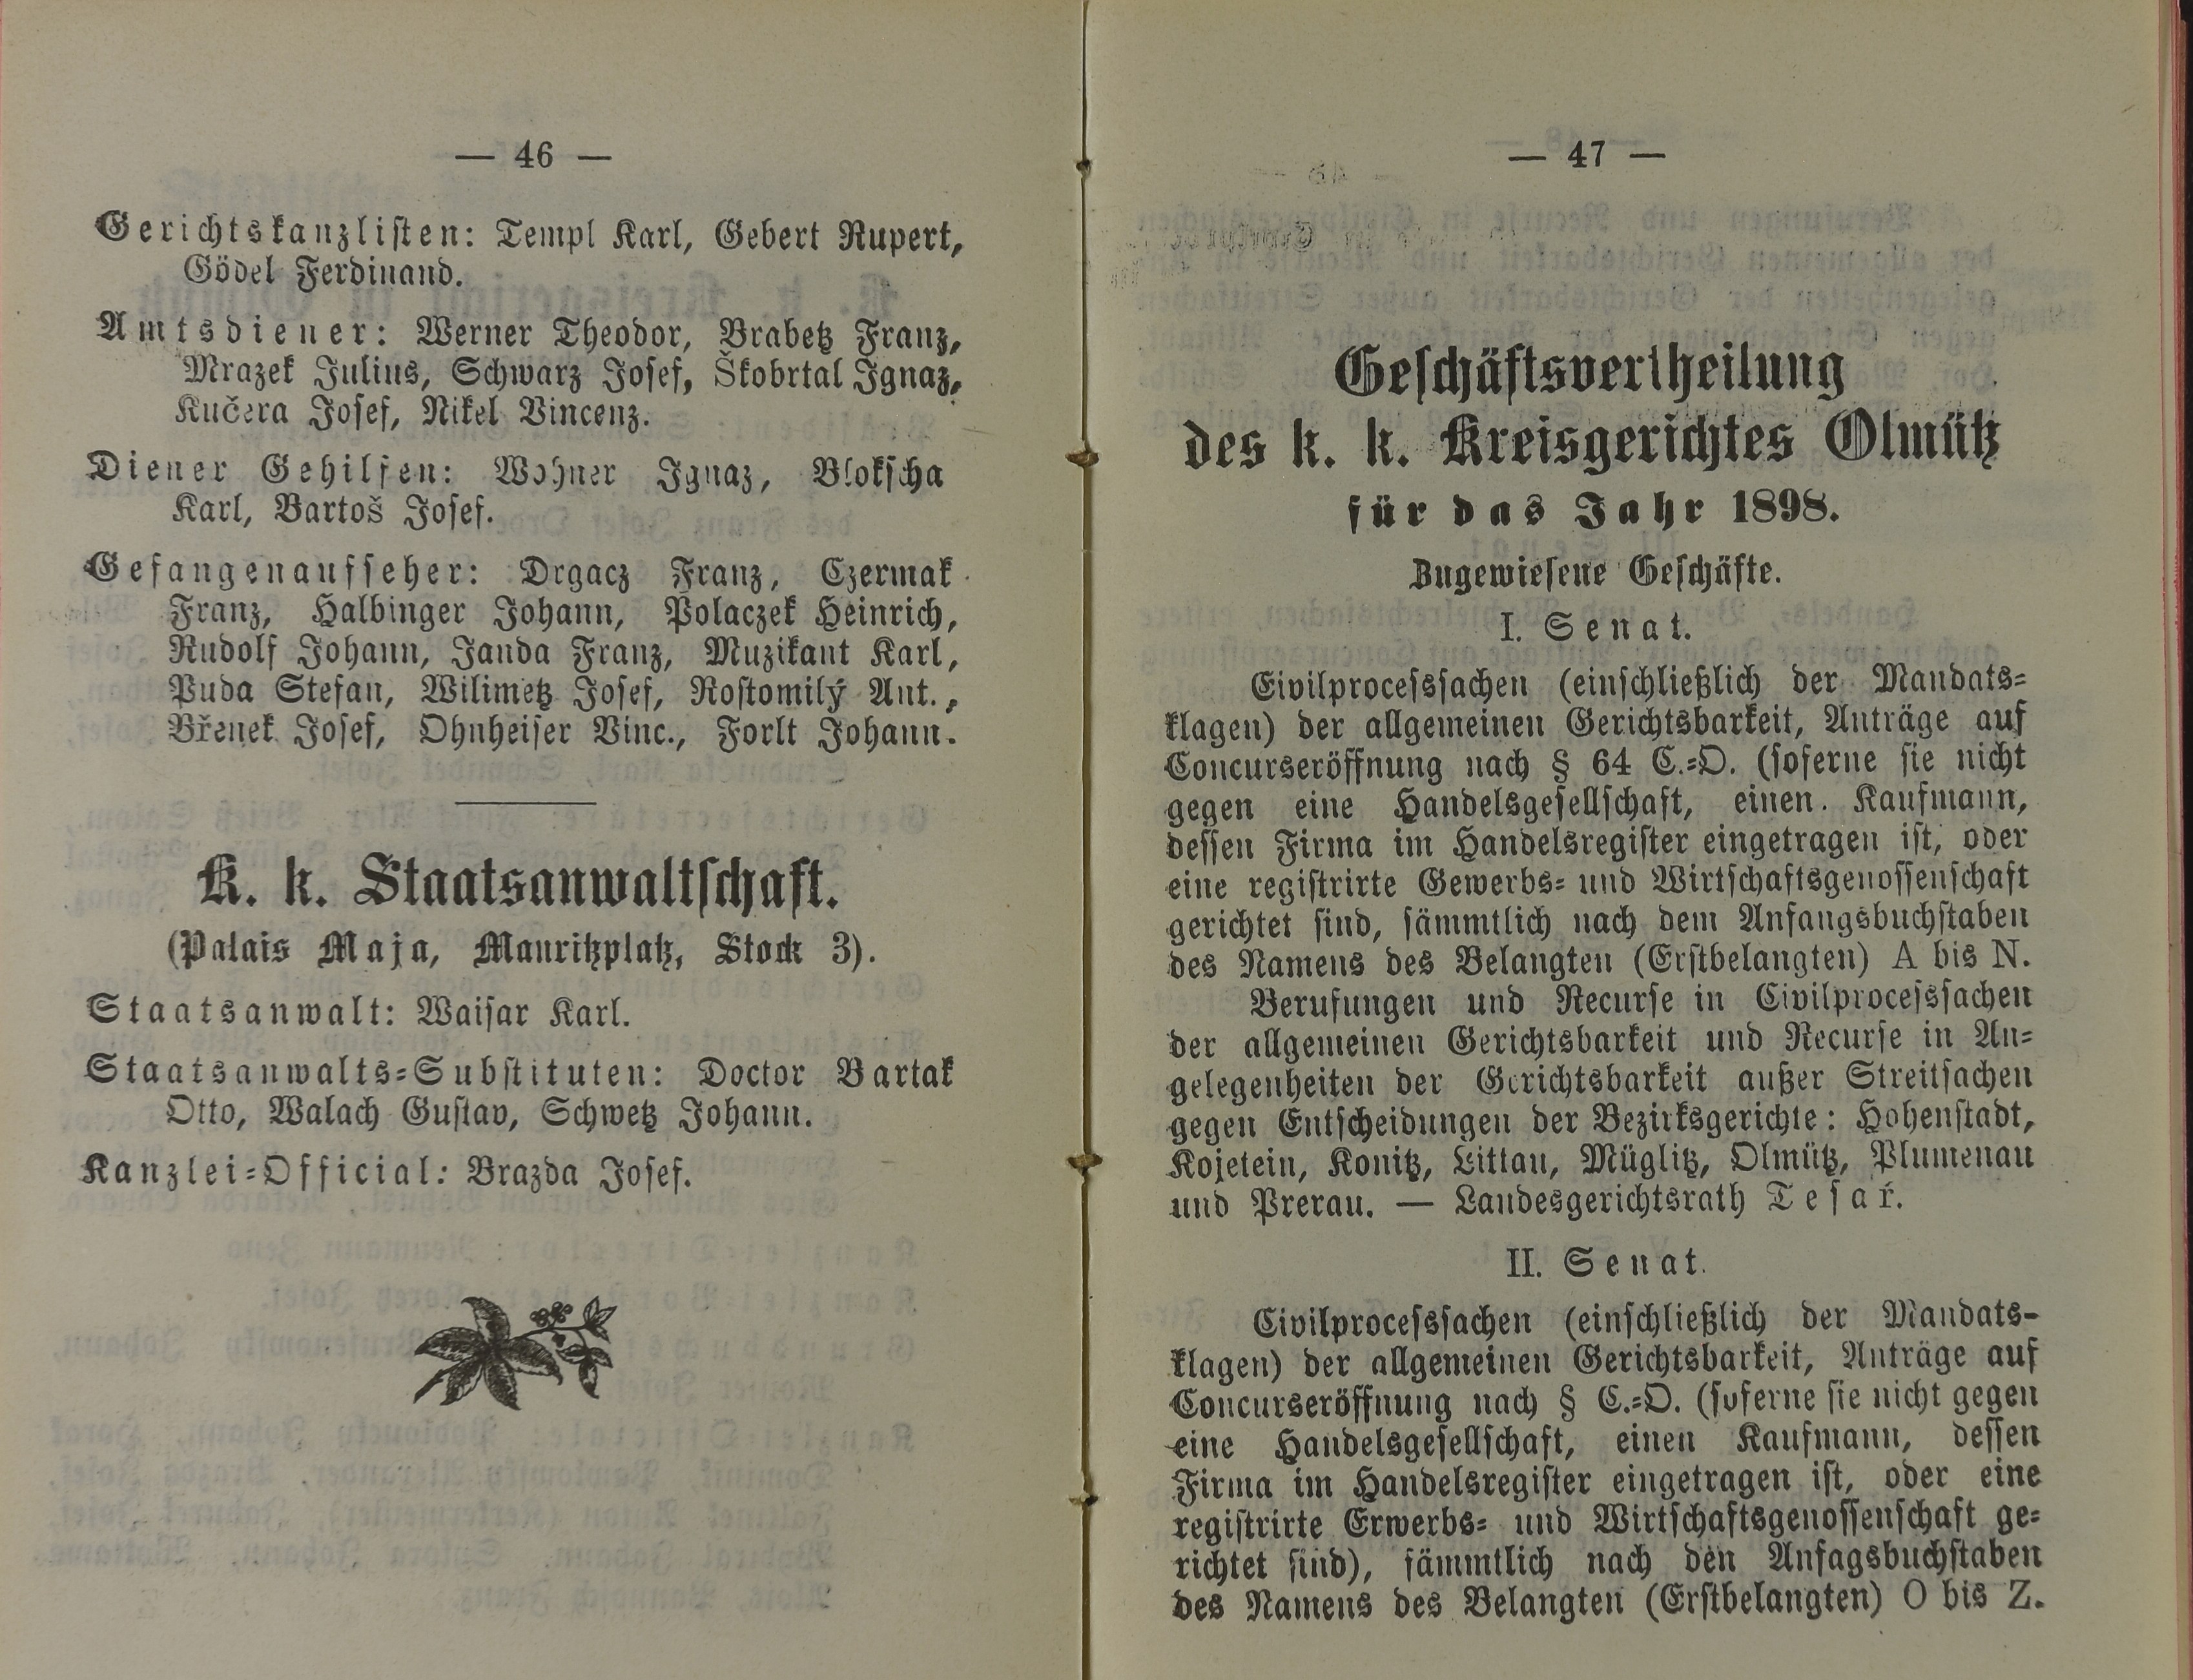 — 46 —
Gerichtskanzlisten: Templ Karl, Gebert Rupert,
Gödel Ferdinand.
Amtsdiener: Werner Theodor, Brabetz Franz,
Mrazek Julius, Schwarz Josef, Škobrtal Ignaz,
Kučera Josef, Nikel Vincenz.
Diener Gehilfen: Wohner Ignaz, Blokscha
Karl, Bartoš Josef.
Gefangenaufseher: Drgacz Franz, Czermak
Franz, Halbinger Johann, Polaczek Heinrich,
Rudolf Johann, Janda Franz, Muzikant Karl,
Puda Stefan, Wilimetz Josef, Rostomilý Ant.,
Břenek Josef, Ohnheiser Vinc., Forlt Johann.
K. k. Staatsanwaltschaft.
(Palais Maja, Mauritzplatz, Stock 3).
Staatsanwalt: Waisar Karl.
Staatsanwalts-Substituten: Doctor Bartak
Otto, Walach Gustav, Schwetz Johann.
Kanzlei-Official: Brazda Josef.
— 47 —
Geschäftsvertheilung
des k. k. Kreisgerichtes Olmütz
für das Jahr 1898.
Zugewiesene Geschäfte.
I. Senat.
Civilprocesssachen (einschließlich der Mandats-
klagen) der allgemeinen Gerichtsbarkeit, Anträge auf
Concurseröffnung nach § 64 C.-O. (soferne sie nicht
gegen eine Handelsgesellschaft, einen Kaufmann,
dessen Firma im Handelsregister eingetragen ist, oder
eine registrirte Gewerbs- und Wirtschaftsgenossenschaft
gerichtet sind, sämmtlich nach dem Anfangsbuchstaben
des Namens des Belangten (Erstbelangten) A bis N.
Berufungen und Recurse in Civilprocesssachen
der allgemeinen Gerichtsbarkeit und Recurse in An-
gelegenheiten der Gerichtsbarkeit außer Streitsachen
gegen Entscheidungen der Bezirksgerichte: Hohenstadt,
Kojetein, Konitz, Littau, Müglitz, Olmütz, Plumenau
und Prerau. — Landesgerichtsrath Tesař.
II. Senat.
Civilprocesssachen (einschließlich der Mandats-
klagen) der allgemeinen Gerichtsbarkeit, Anträge auf
Concurseröffnung nach § C.-O. (soferne sie nicht gegen
eine Handelsgesellschaft, einen Kaufmann, dessen
Firma im Handelsregister eingetragen ist, oder eine
registrirte Erwerbs- und Wirtschaftsgenossenschaft ge-
richtet sind), sämmtlich nach den Anfagsbuchstaben
des Namens des Belangten (Erstbelangten) O bis Z.